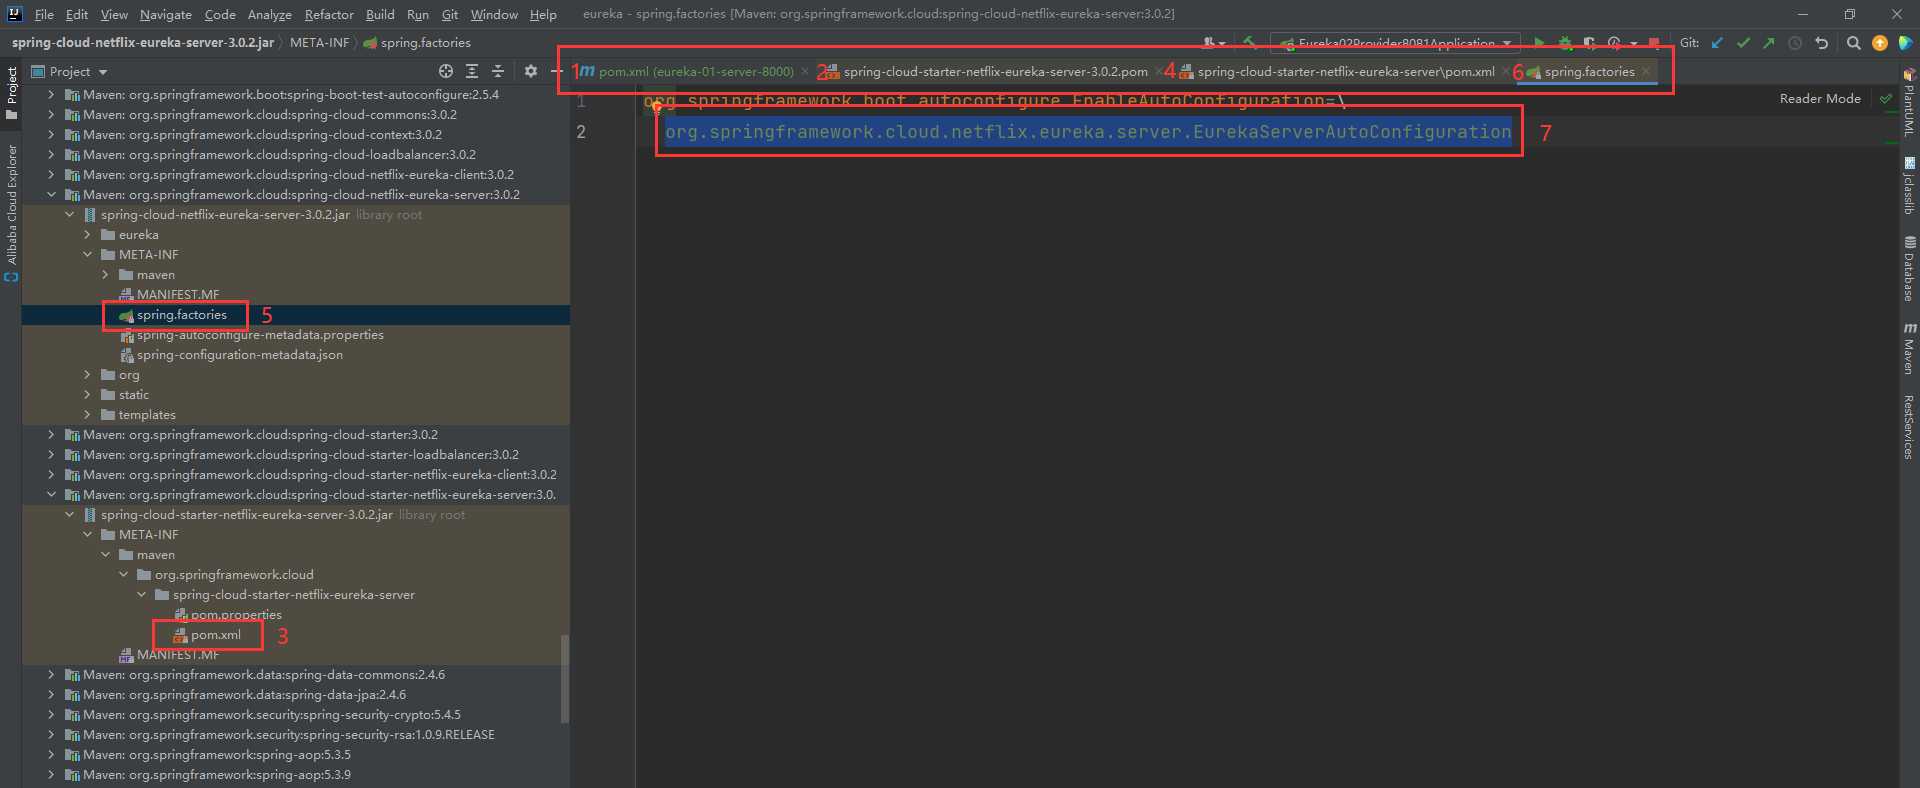 File Edit View Navigate Code Analyze Refactor Build Run Git Window Help eureka - spring.factories [Maven: org.springframework.cloud:spring-cloud-netflix-eureka-server:3.0.2]
spring-cloud-netflix-eureka-server-3.0.2.jar META-INF spring.factories Eureka02Provider8081Application Git:
Project
1 pom.xml (eureka-01-server-8000) 2 spring-cloud-starter-netflix-eureka-server-3.0.2.pom 4 spring-cloud-starter-netflix-eureka-server\pom.xml 6 spring.factories
Reader Mode
1 org.springframework.boot.autoconfigure.EnableAutoConfiguration=\
2 org.springframework.cloud.netflix.eureka.server.EurekaServerAutoConfiguration 7
Maven: org.springframework.boot:spring-boot-test-autoconfigure:2.5.4
Maven: org.springframework.cloud:spring-cloud-commons:3.0.2
Maven: org.springframework.cloud:spring-cloud-context:3.0.2
Maven: org.springframework.cloud:spring-cloud-loadbalancer:3.0.2
Maven: org.springframework.cloud:spring-cloud-netflix-eureka-client:3.0.2
Maven: org.springframework.cloud:spring-cloud-netflix-eureka-server:3.0.2
spring-cloud-netflix-eureka-server-3.0.2.jar library root
eureka
META-INF
maven
MANIFEST.MF
spring.factories 5
spring-autoconfigure-metadata.properties
spring-configuration-metadata.json
org
static
templates
Maven: org.springframework.cloud:spring-cloud-starter:3.0.2
Maven: org.springframework.cloud:spring-cloud-starter-loadbalancer:3.0.2
Maven: org.springframework.cloud:spring-cloud-starter-netflix-eureka-client:3.0.2
Maven: org.springframework.cloud:spring-cloud-starter-netflix-eureka-server:3.0.
spring-cloud-starter-netflix-eureka-server-3.0.2.jar library root
META-INF
maven
org.springframework.cloud
spring-cloud-starter-netflix-eureka-server
pom.properties
pom.xml 3
MANIFEST.MF
Maven: org.springframework.data:spring-data-commons:2.4.6
Maven: org.springframework.data:spring-data-jpa:2.4.6
Maven: org.springframework.security:spring-security-crypto:5.4.5
Maven: org.springframework.security:spring-security-rsa:1.0.9.RELEASE
Maven: org.springframework:spring-aop:5.3.5
Maven: org.springframework:spring-aop:5.3.9
Project
Alibaba Cloud Explorer
PlantUML
jclasslib
Database
Maven
RestServices